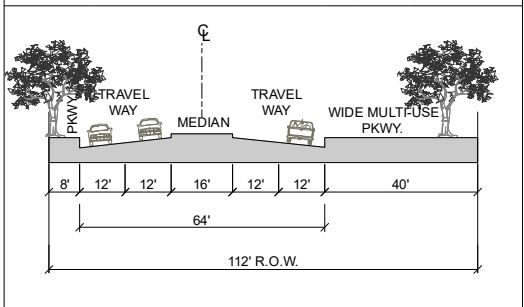 ℄
PKWY.
TRAVEL
WAY
MEDIAN
TRAVEL
WAY
WIDE MULTI-USE
PKWY.
8' 12' 12' 16' 12' 12' 40'
64'
112' R.O.W.